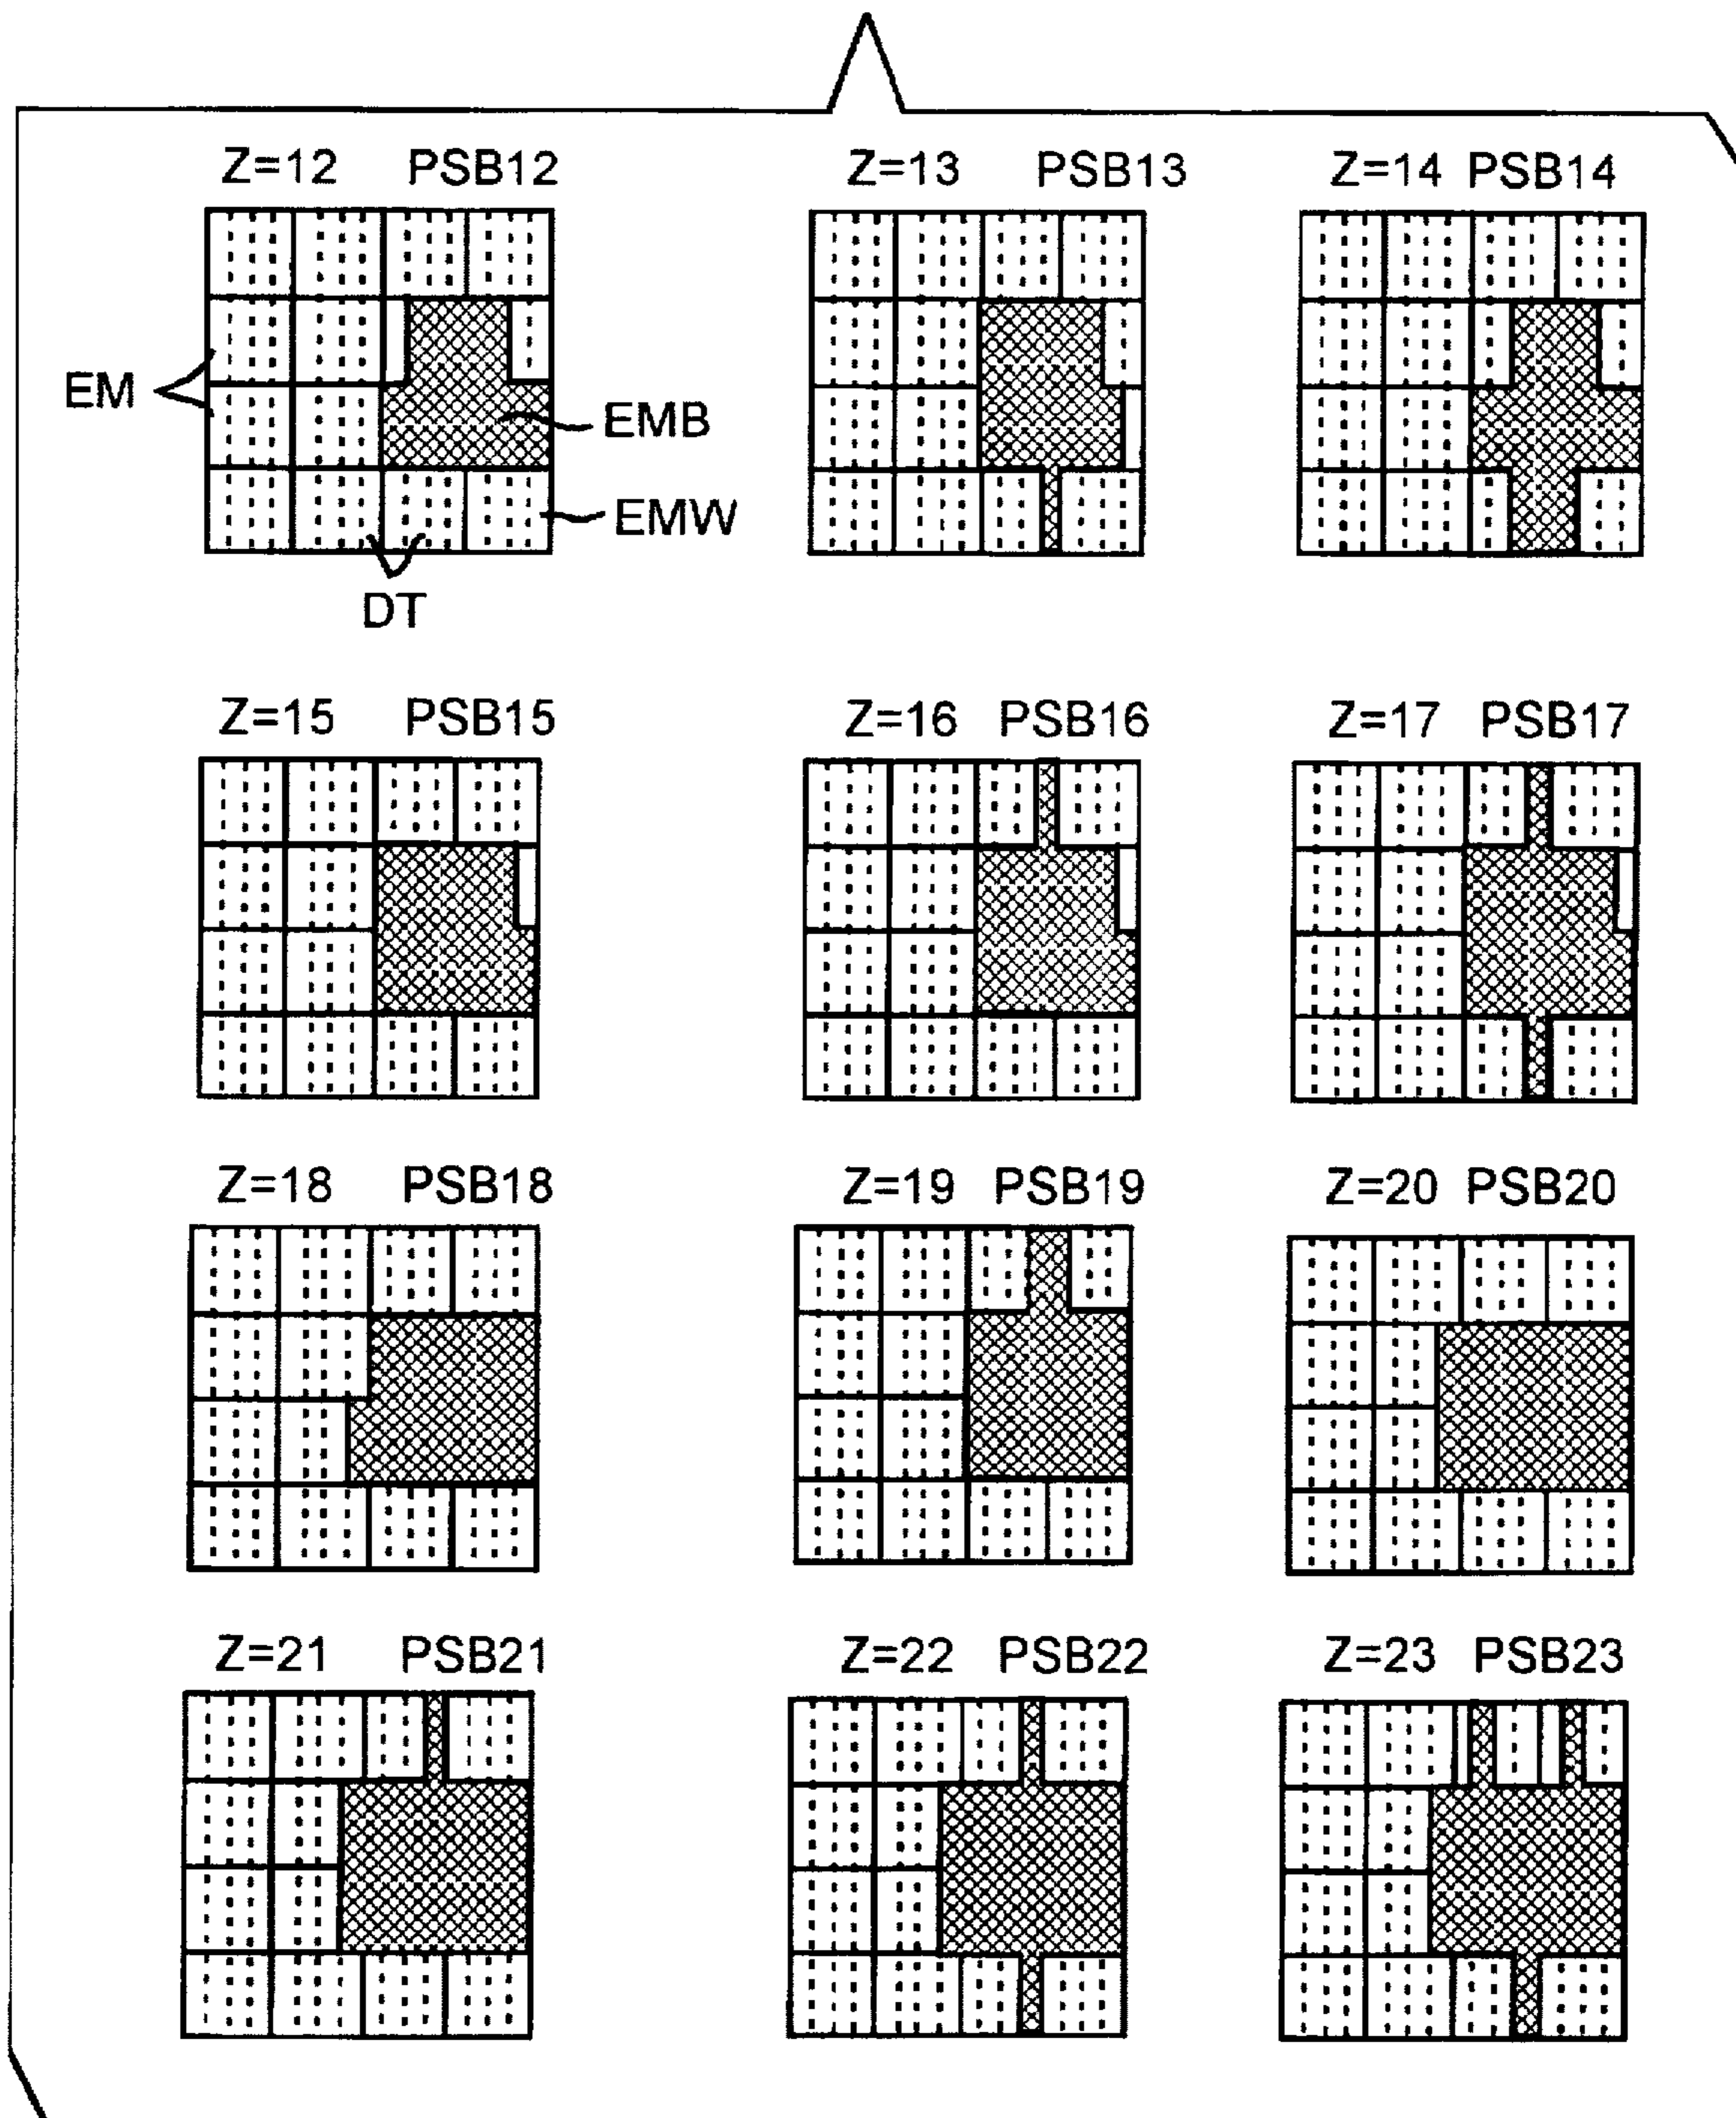 Z=12 PSB12
Z=13 PSB13
Z=14 PSB14
EM
EMB
EMW
DT
Z=15 PSB15
Z=16 PSB16
Z=17 PSB17
Z=18 PSB18
Z=19 PSB19
Z=20 PSB20
Z=21 PSB21
Z=22 PSB22
Z=23 PSB23